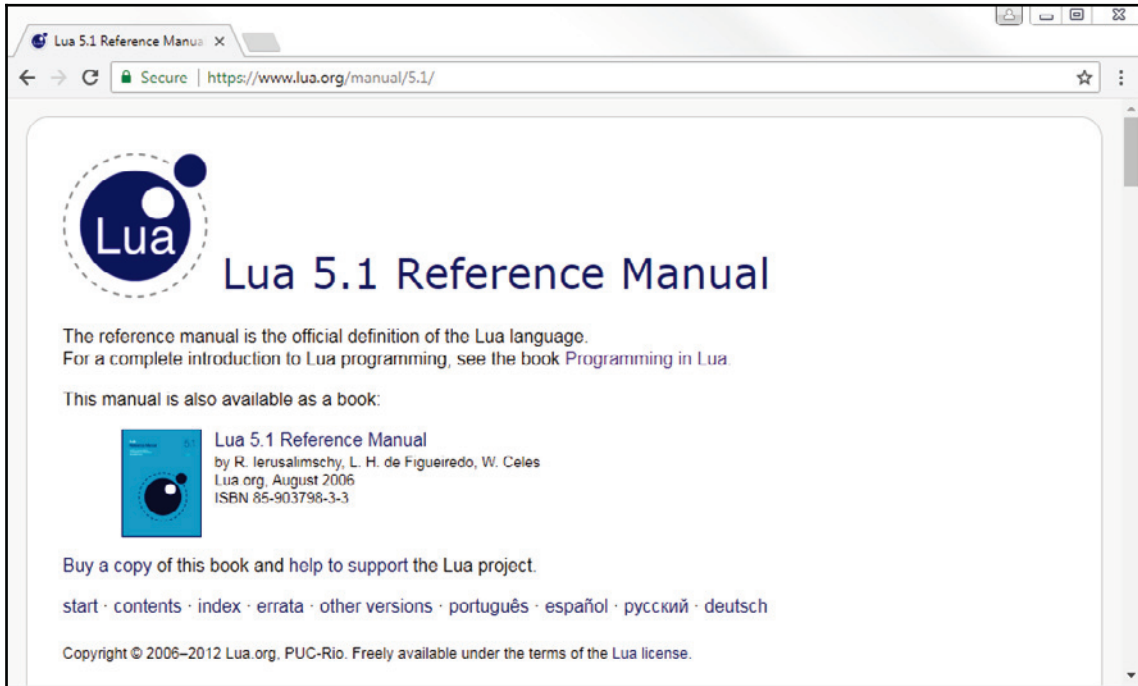 Lua 5.1 Reference Manua
Secure | https://www.lua.org/manual/5.1/
Lua
Lua 5.1 Reference Manual
The reference manual is the official definition of the Lua language.
For a complete introduction to Lua programming, see the book Programming in Lua.
This manual is also available as a book:
51
Lua 5.1 Reference Manual
by R. Ierusalimschy, L. H. de Figueiredo, W. Celes
Lua org, August 2006
ISBN 85-903798-3-3
Buy a copy of this book and help to support the Lua project.
start · contents · index · errata · other versions · português · español · русский · deutsch
Copyright © 2006–2012 Lua.org, PUC-Rio. Freely available under the terms of the Lua license.